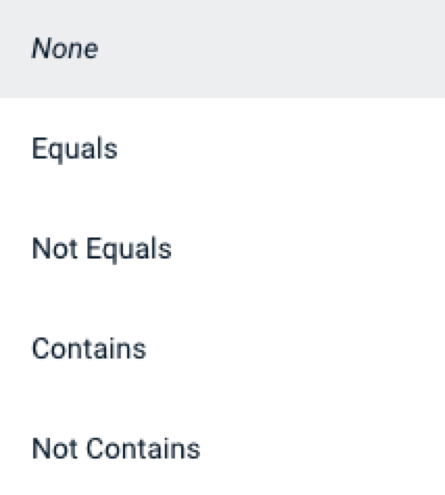 None
Equals
Not Equals
Contains
Not Contains